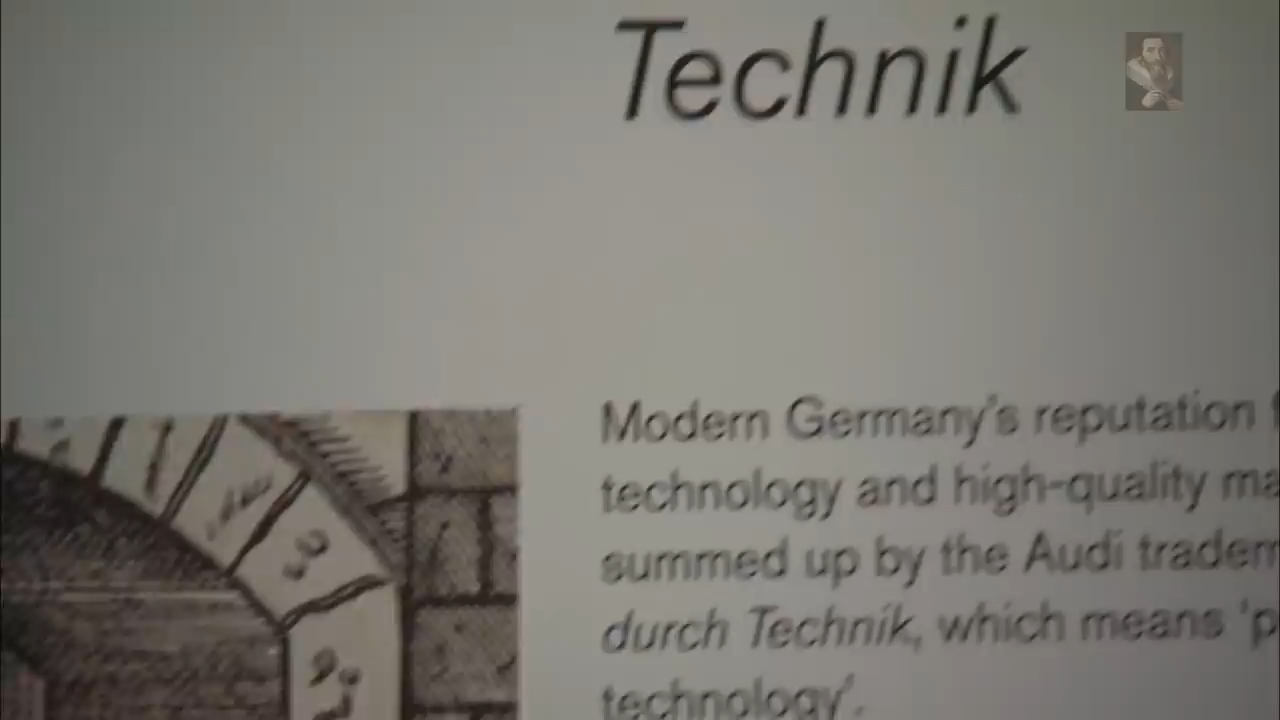 Technik
Modern Germany's reputation
technology and high-quality
summed up by the Audi
durch Technik, which means
technology'.